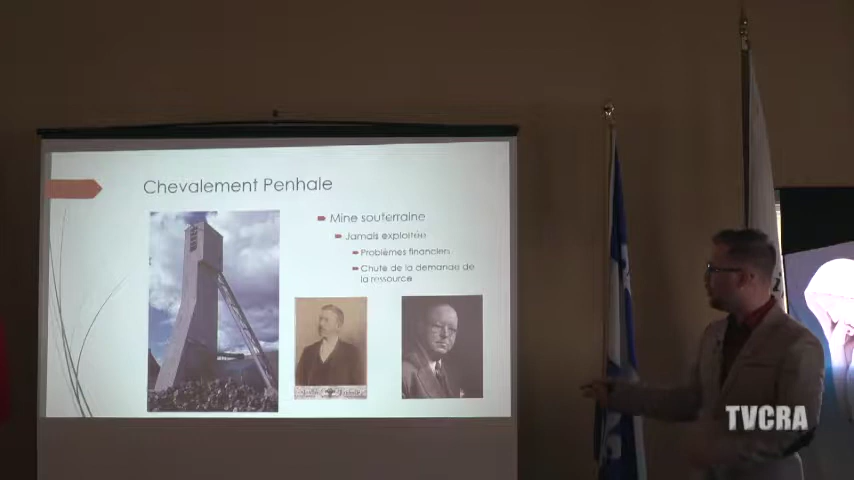 Chevalement Penhale
Mine souterraine
Jamais exploitée
Problèmes financiers
Chute de la demande de
la ressource
TVCRA